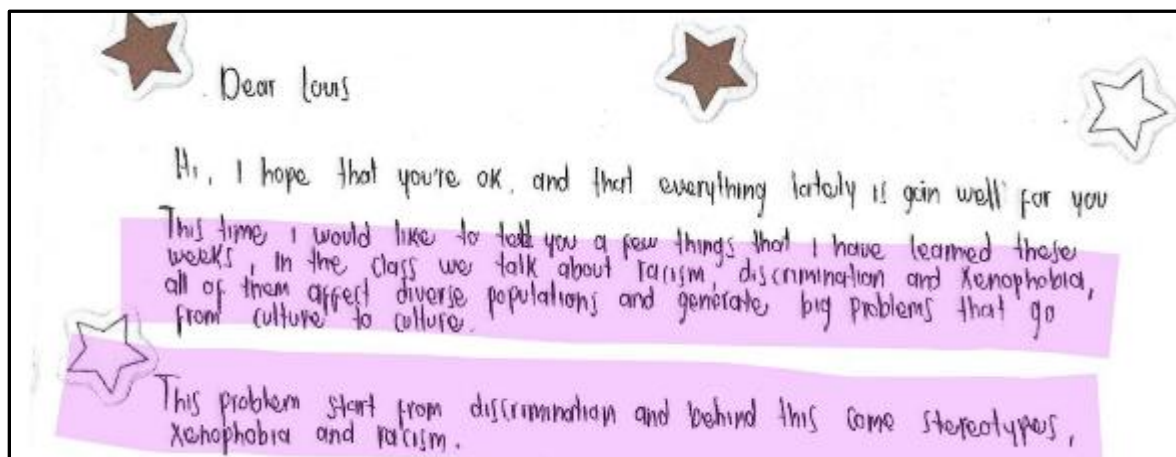 Dear Louis
Hi, I hope that you're OK, and that everything lately is goin well for you
This time, I would like to tell you a few things that I have learned these
weeks, In the class we talk about racism, discrimination and Xenophobia,
all of them affect diverse populations and generate big problems that go
from culture to culture.
This problem start from discrimination and behind this come stereotypes,
Xenophobia and racism.